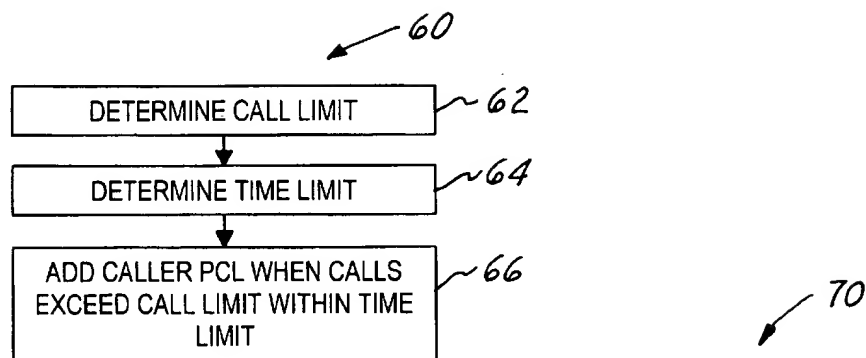 60
DETERMINE CALL LIMIT 62
DETERMINE TIME LIMIT 64
ADD CALLER PCL WHEN CALLS 66
EXCEED CALL LIMIT WITHIN TIME
LIMIT
70